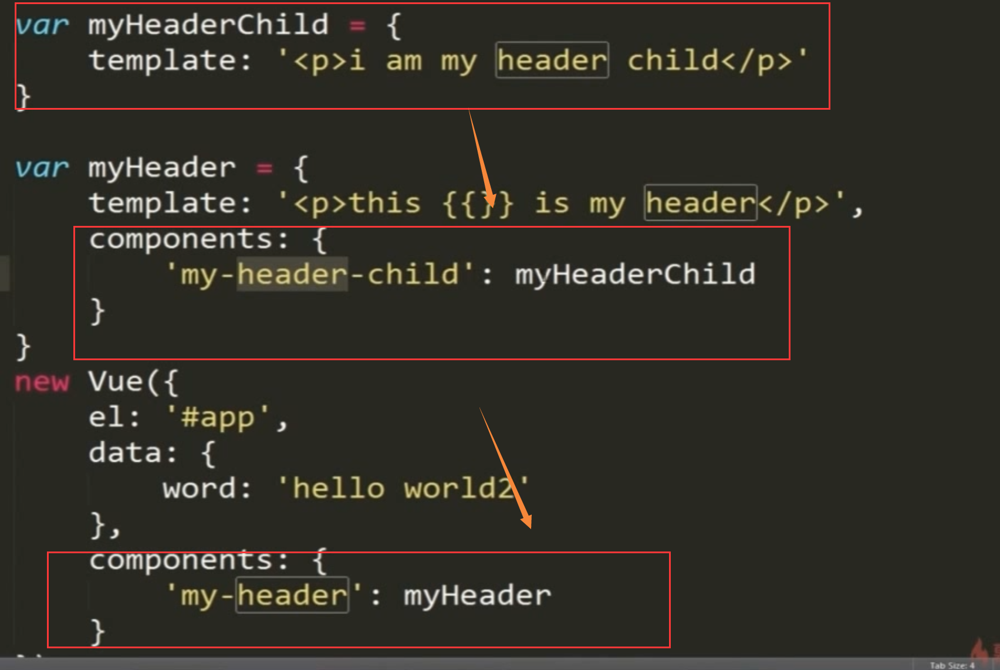 var myHeaderChild = {
    template: '<p>i am my header child</p>'
}
var myHeader = {
    template: '<p>this {{}} is my header</p>',
    components: {
        'my-header-child': myHeaderChild
    }
}
new Vue({
    el: '#app',
    data: {
        word: 'hello world2'
    },
    components: {
        'my-header': myHeader
    }
Tab Size: 4